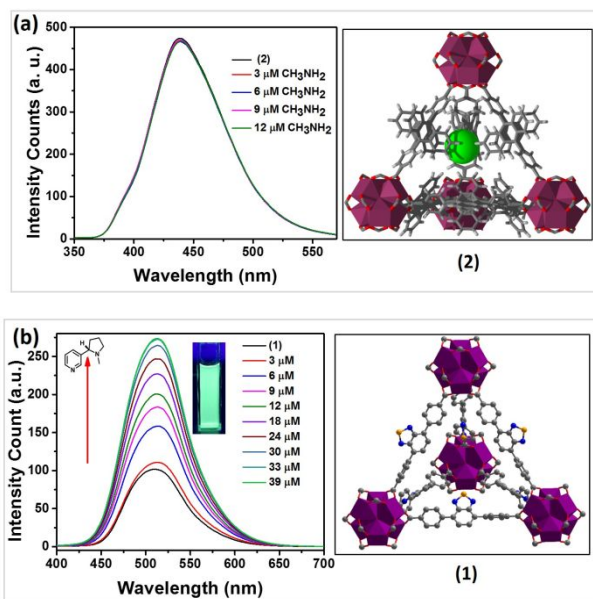 (a)
500
400
300
200
100
0
Intensity Counts (a. u.)
(2)
3 μM CH3NH2
6 μM CH3NH2
9 μM CH3NH2
12 μM CH3NH2
350 400 450 500 550
Wavelength (nm)
(2)
(b)
250
200
150
100
50
0
Intensity Count (a.u.)
H
N
N
(1)
3 μM
6 μM
9 μM
12 μM
18 μM
24 μM
30 μM
33 μM
39 μM
400 450 500 550 600 650 700
Wavelength (nm)
(1)